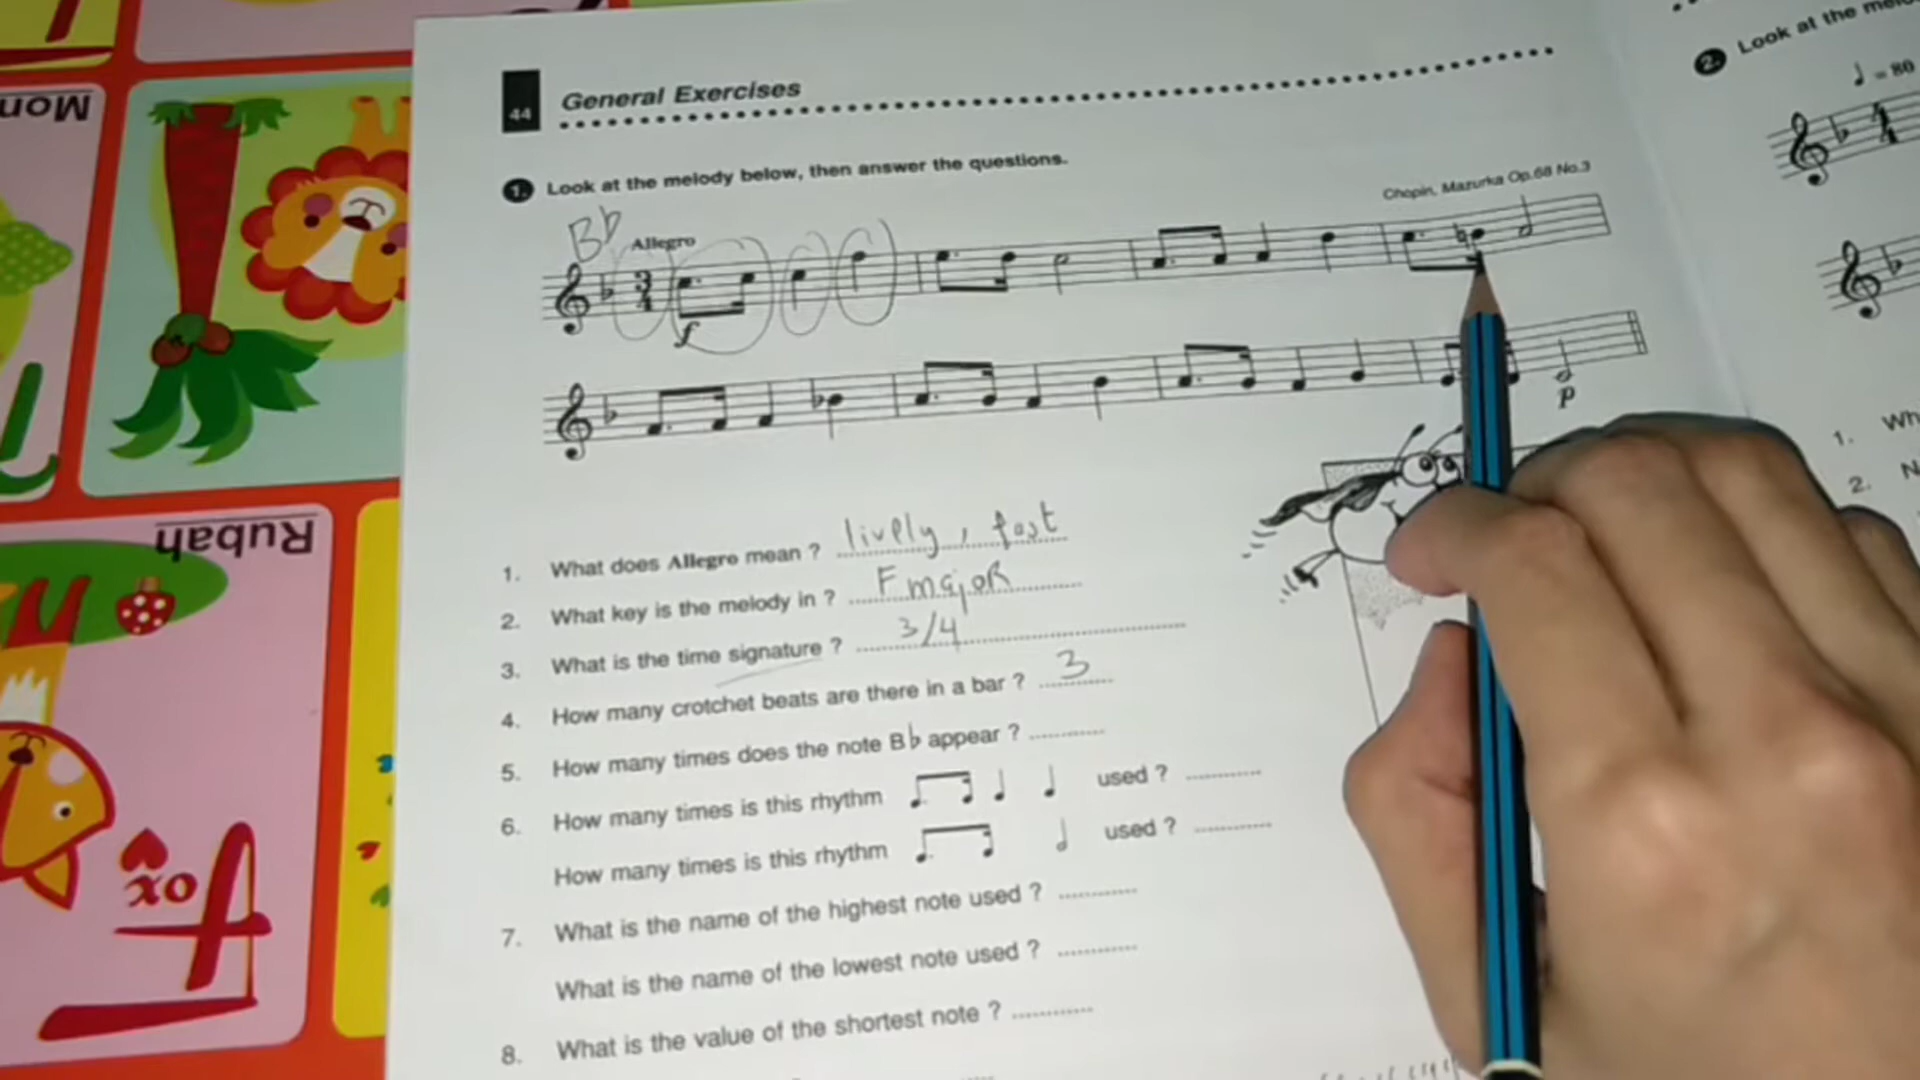 44 General Exercises
1. Look at the melody below, then answer the questions.
Chopin, Mazurka Op.68 No.3
B♭
Allegro
3/4
f
p
1. What does Allegro mean ? lively, fast
2. What key is the melody in ? F major
3. What is the time signature ? 3/4
4. How many crotchet beats are there in a bar ? 3
5. How many times does the note B♭ appear ?
6. How many times is this rhythm used ?
How many times is this rhythm used ?
7. What is the name of the highest note used ?
What is the name of the lowest note used ?
8. What is the value of the shortest note ?
2. Look at the
♩ = 80
1.
2.
Rubah
Fox